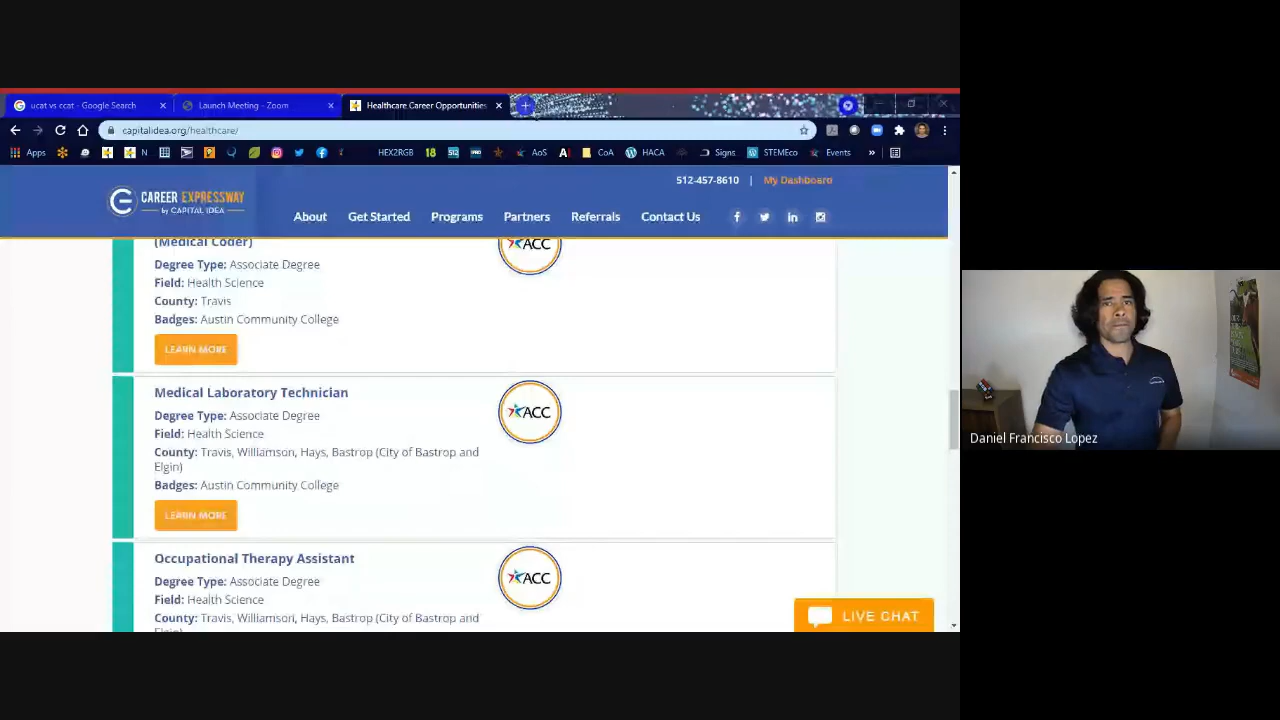 ucat vs ccat - Google Search
Launch Meeting - Zoom
Healthcare Career Opportunities
capitalidea.org/healthcare/
Apps
N
HEX2RGB
18
512
AoS
CoA
HACA
Signs
STEMEco
Events
»
512-457-8610 | My Dashboard
CAREER EXPRESSWAY
by CAPITAL IDEA
About
Get Started
Programs
Partners
Referrals
Contact Us
(Medical Coder)
ACC
Degree Type: Associate Degree
Field: Health Science
County: Travis
Badges: Austin Community College
LEARN MORE
Medical Laboratory Technician
ACC
Degree Type: Associate Degree
Field: Health Science
County: Travis, Williamson, Hays, Bastrop (City of Bastrop and
Elgin)
Badges: Austin Community College
LEARN MORE
Occupational Therapy Assistant
ACC
Degree Type: Associate Degree
Field: Health Science
County: Travis, Williamson, Hays, Bastrop (City of Bastrop and
Elgin)
LIVE CHAT
Daniel Francisco Lopez